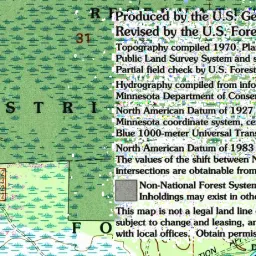 R E
31
Produced by the U.S. Ge
Revised by the U.S. Fore
Topography compiled 1970. Pla
Public Land Survey System and s
Partial field check by U.S. Forest
Hydrography compiled from info
Minnesota Department of Conse
S T R I
North American Datum of 1927
Minnesota coordinate system, ce
Blue 1000-meter Universal Trans
North American Datum of 1983
The values of the shift between N
intersections are obtainable from
Non-National Forest System
Inholdings may exist in othe
This map is not a legal land line
subject to change and leasing, an
with local offices. Obtain permis
F O